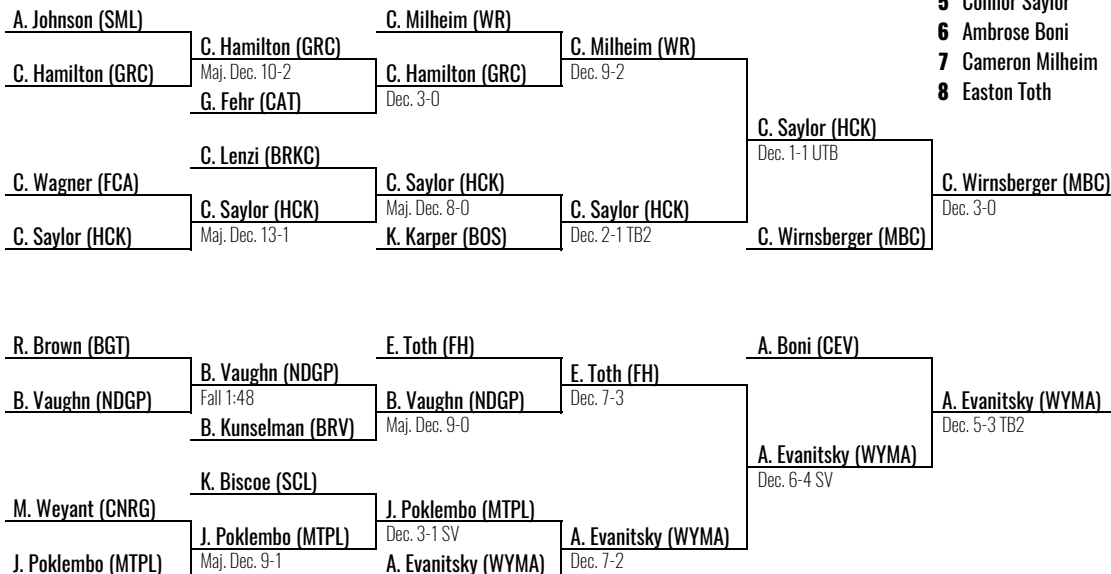 5 Connor Saylor
6 Ambrose Boni
7 Cameron Milheim
8 Easton Toth
A. Johnson (SML)
C. Hamilton (GRC)
C. Hamilton (GRC)
Maj. Dec. 10-2
G. Fehr (CAT)
C. Milheim (WR)
C. Hamilton (GRC)
Dec. 3-0
C. Milheim (WR)
Dec. 9-2
C. Lenzi (BRKC)
C. Wagner (FCA)
C. Saylor (HCK)
C. Saylor (HCK)
Maj. Dec. 13-1
C. Saylor (HCK)
Maj. Dec. 8-0
K. Karper (BOS)
C. Saylor (HCK)
Dec. 2-1 TB2
C. Saylor (HCK)
Dec. 1-1 UTB
C. Wirnsberger (MBC)
C. Wirnsberger (MBC)
Dec. 3-0
R. Brown (BGT)
B. Vaughn (NDGP)
B. Vaughn (NDGP)
Fall 1:48
B. Kunselman (BRV)
E. Toth (FH)
B. Vaughn (NDGP)
Maj. Dec. 9-0
E. Toth (FH)
Dec. 7-3
K. Biscoe (SCL)
M. Weyant (CNRG)
J. Poklembo (MTPL)
J. Poklembo (MTPL)
Maj. Dec. 9-1
J. Poklembo (MTPL)
Dec. 3-1 SV
A. Evanitsky (WYMA)
A. Evanitsky (WYMA)
Dec. 7-2
A. Boni (CEV)
A. Evanitsky (WYMA)
Dec. 6-4 SV
A. Evanitsky (WYMA)
Dec. 5-3 TB2